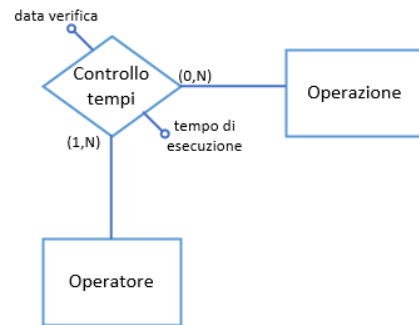 data verifica
Controllo
tempi
(0,N)
Operazione
tempo di
esecuzione
(1,N)
Operatore